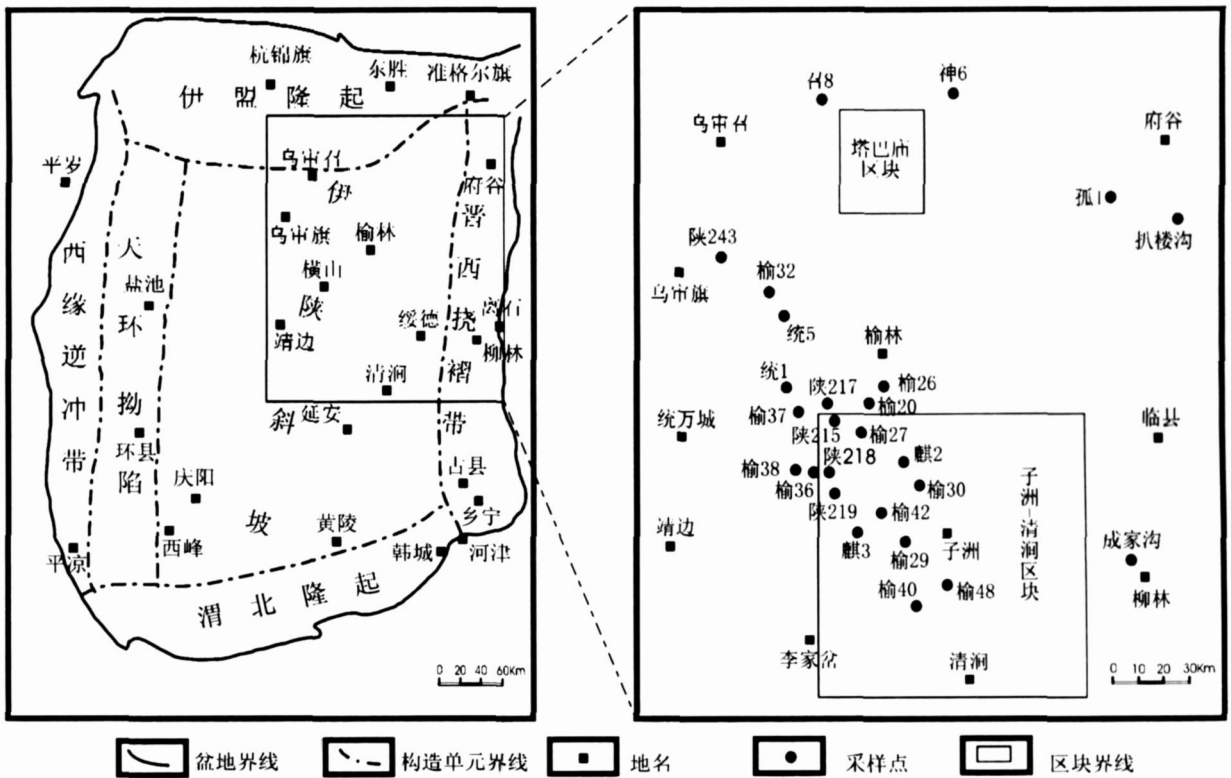 杭锦旗
东胜
准格尔旗
伊盟隆起
乌审召
平罗
府谷
伊
晋
乌审旗
榆林
西
天
西
盐池
横山
缘
环
陕
挠
离石
逆
靖边
绥德
柳林
褶
冲
清涧
拗
斜
延安
带
带
环县
陷
吉县
庆阳
乡宁
坡
黄陵
西峰
平凉
韩城
河津
渭北隆起
0 20 40 60Km
召8
神6
乌审召
塔巴庙
区块
府谷
孤1
扒楼沟
陕243
乌审旗
榆32
统5
榆林
统1
陕217
榆26
榆37
榆20
统万城
陕215
榆27
临县
陕218
麒2
榆38
榆36
榆30
子洲-清涧区块
陕219
榆42
靖边
麒3
榆29
子洲
成家沟
榆40
榆48
柳林
李家岔
清涧
0 10 20 30Km
盆地界线
构造单元界线
地名
采样点
区块界线